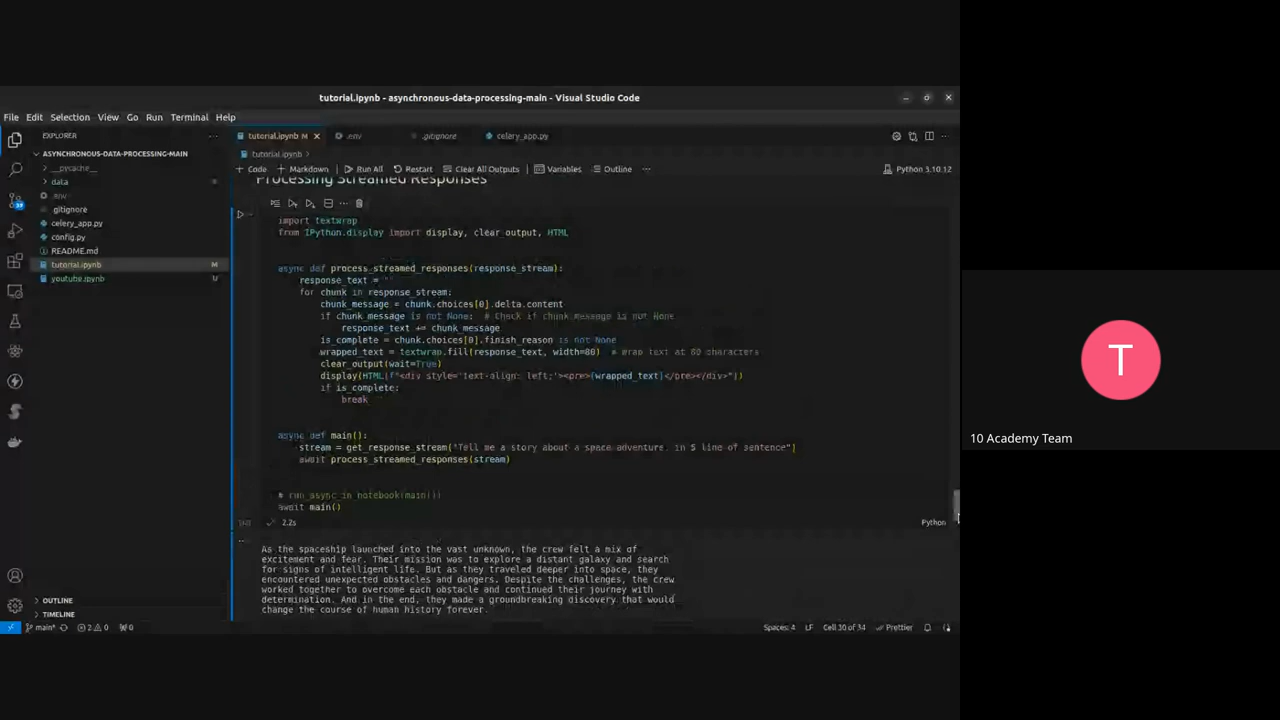 tutorial.ipynb - asynchronous-data-processing-main - Visual Studio Code
File Edit Selection View Go Run Terminal Help
EXPLORER
tutorial.ipynb M
.env
.gitignore
celery_app.py
ASYNCHRONOUS-DATA-PROCESSING-MAIN
tutorial.ipynb >
__pycache__
+ Code + Markdown Run All Restart Clear All Outputs Variables Outline ... Python 3.10.12
data
.env
.gitignore
celery_app.py
config.py
README.md
tutorial.ipynb M
youtube.ipynb U
Processing Streamed Responses
import textwrap
from IPython.display import display, clear_output, HTML
async def process_streamed_responses(response_stream):
response_text = ""
for chunk in response_stream:
chunk_message = chunk.choices[0].delta.content
if chunk_message is not None: # Check if chunk_message is not None
response_text += chunk_message
is_complete = chunk.choices[0].finish_reason is not None
wrapped_text = textwrap.fill(response_text, width=80) # Wrap text at 80 characters
clear_output(wait=True)
display(HTML(f"<div style='text-align: left;'><pre>{wrapped_text}</pre></div>"))
if is_complete:
break
async def main():
stream = get_response_stream("Tell me a story about a space adventure. in 5 line of sentence")
await process_streamed_responses(stream)
# run_async_in_notebook(main())
await main()
2.2s
Python
As the spaceship launched into the vast unknown, the crew felt a mix of
excitement and fear. Their mission was to explore a distant galaxy and search
for signs of intelligent life. But as they traveled deeper into space, they
encountered unexpected obstacles and dangers. Despite the challenges, the crew
worked together to overcome each obstacle and continued their journey with
determination. And in the end, they made a groundbreaking discovery that would
change the course of human history forever.
OUTLINE
TIMELINE
main* 2 0 0 Spaces: 4 LF Cell 30 of 34 Prettier
T
10 Academy Team